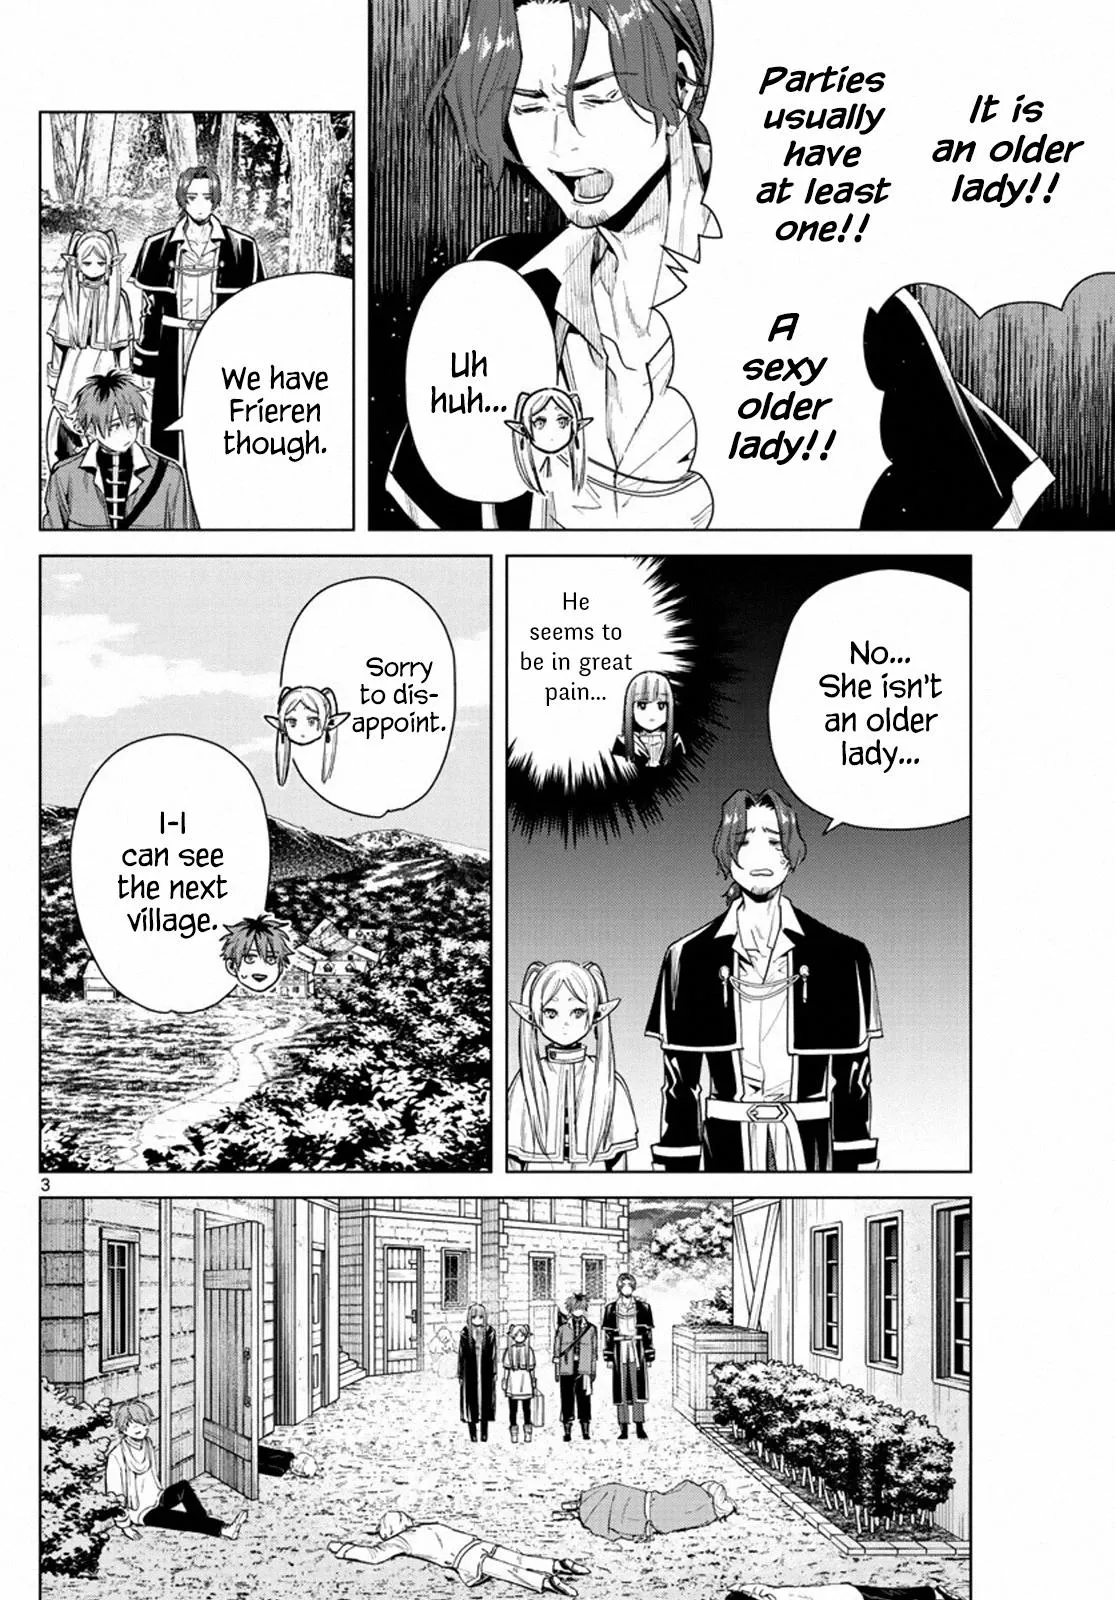 It is
an older
lady!!
Parties
usually
have
at least
one!!
A
sexy
older
lady!!
Uh
huh...
We have
Frieren
though.
No...
She isn't
an older
lady...
He
seems to
be in great
pain...
Sorry
to dis-
appoint.
I-I
can see
the next
village.
3